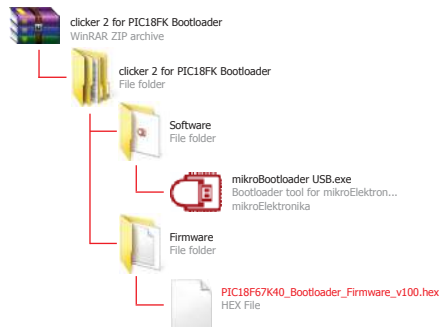 clicker 2 for PIC18FK Bootloader
WinRAR ZIP archive
clicker 2 for PIC18FK Bootloader
File folder
Software
File folder
mikroBootloader USB.exe
Bootloader tool for mikroElektron...
mikroElektronika
Firmware
File folder
PIC18F67K40_Bootloader_Firmware_v100.hex
HEX File